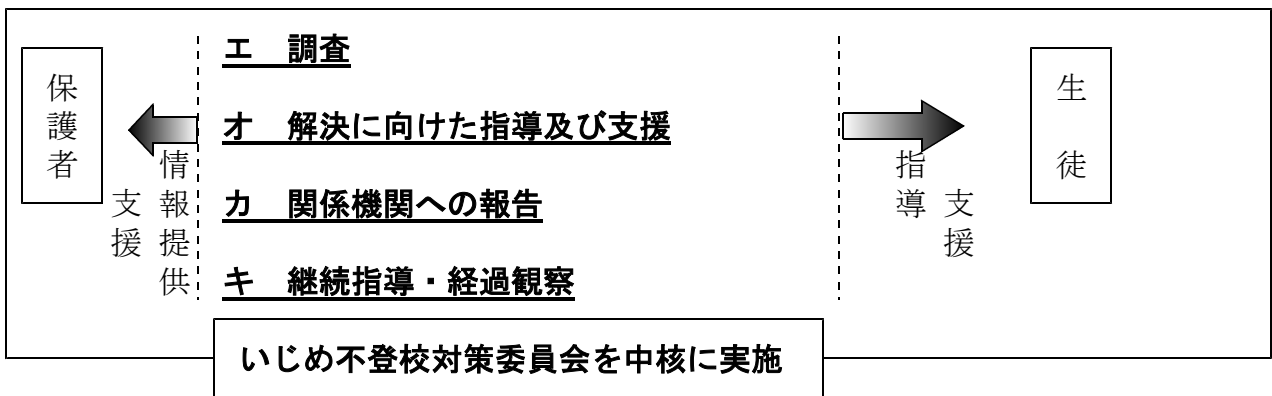 保護者
情報提供
支援
エ　調査
オ　解決に向けた指導及び支援
カ　関係機関への報告
キ　継続指導・経過観察
指導
支援
生徒
いじめ不登校対策委員会を中核に実施